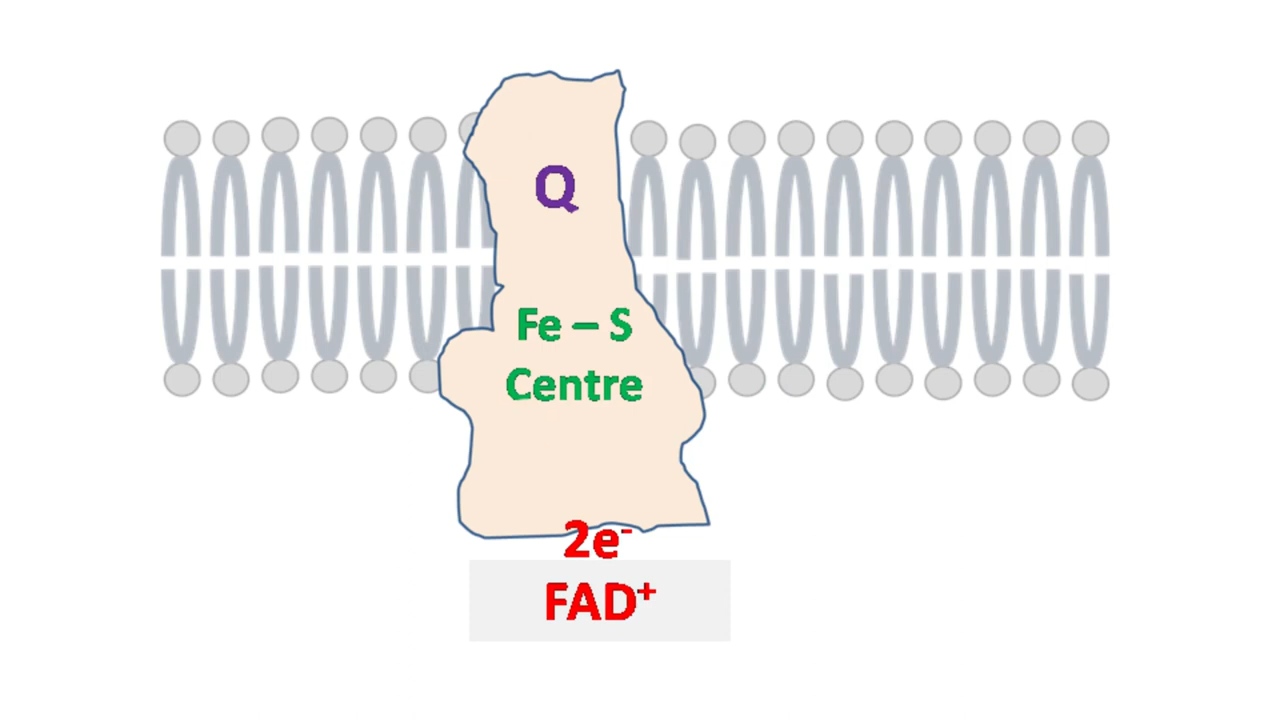 Q
Fe – S
Centre
2e⁻
FAD⁺